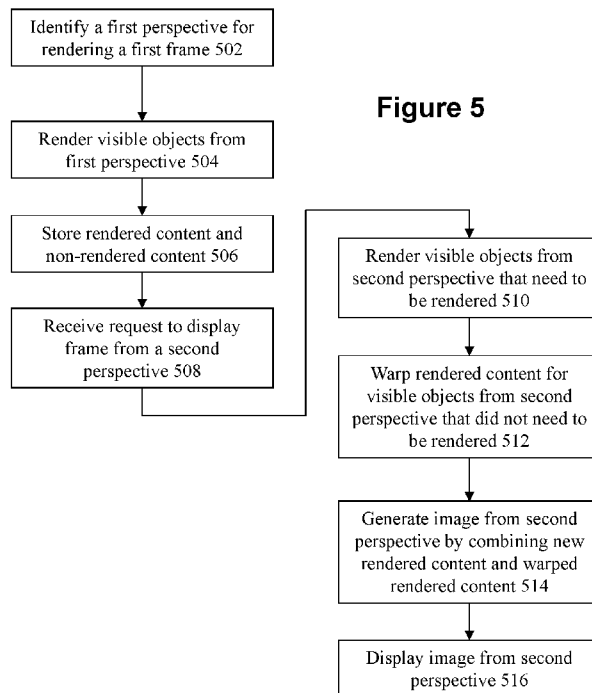 Identify a first perspective for
rendering a first frame 502
Figure 5
Render visible objects from
first perspective 504
Store rendered content and
non-rendered content 506
Receive request to display
frame from a second
perspective 508
Render visible objects from
second perspective that need to
be rendered 510
Warp rendered content for
visible objects from second
perspective that did not need to
be rendered 512
Generate image from second
perspective by combining new
rendered content and warped
rendered content 514
Display image from second
perspective 516